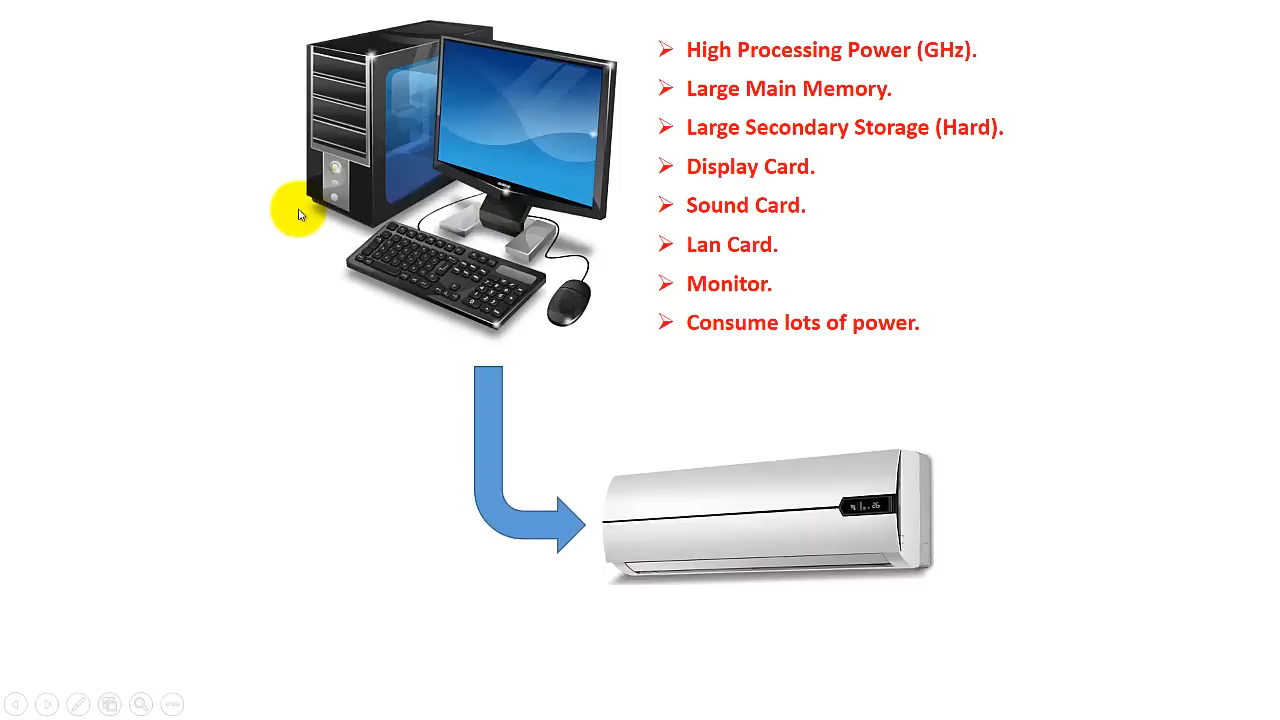 High Processing Power (GHz).
Large Main Memory.
Large Secondary Storage (Hard).
Display Card.
Sound Card.
Lan Card.
Monitor.
Consume lots of power.